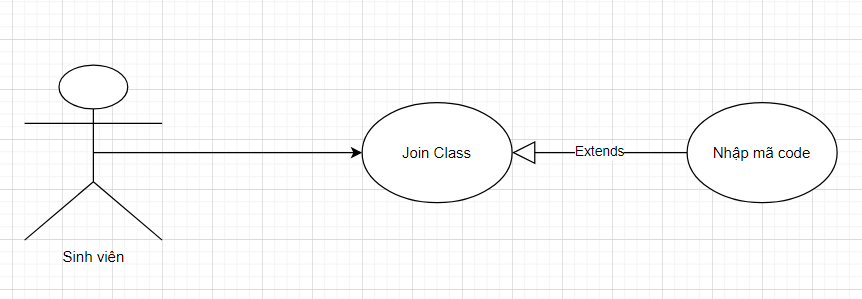 Join Class
Extends
Nhập mã code
Sinh viên